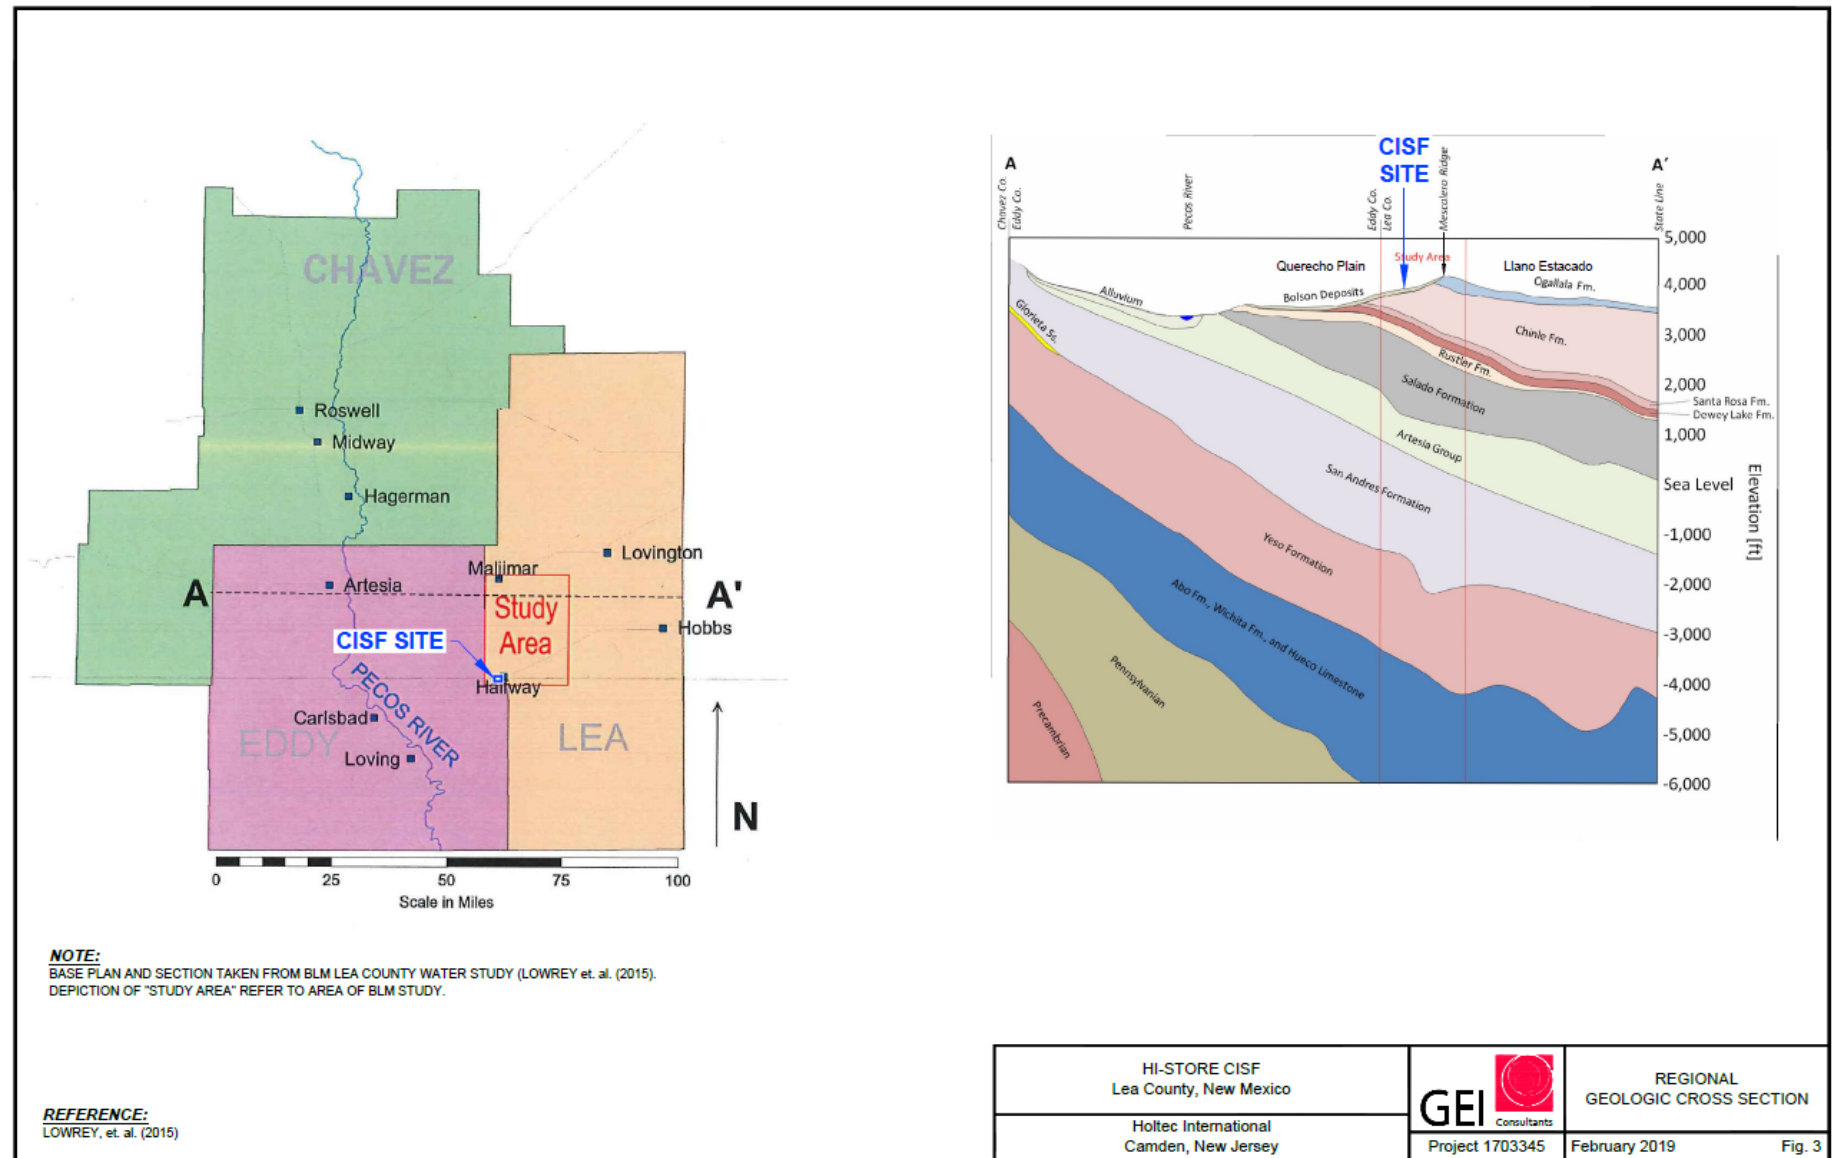 CHAVEZ
Roswell
Midway
Hagerman
Lovington
Maljimar
A
Artesia
A'
Study
Area
Hobbs
CISF SITE
Halfway
PECOS RIVER
Carlsbad
EDDY
LEA
Loving
N
0 25 50 75 100
Scale in Miles
CISF
SITE
A
A'
Chavez Co.
Eddy Co.
Pecos River
Eddy Co.
Lea Co.
Mescalero Ridge
State Line
5,000
Study Area
Querecho Plain
Llano Estacado
Ogallala Fm.
4,000
Alluvium
Bolson Deposits
Glorieta Ss.
Chinle Fm.
3,000
Rustler Fm.
2,000
Salado Formation
Santa Rosa Fm.
Dewey Lake Fm.
1,000
Artesia Group
San Andres Formation
Sea Level
Elevation [ft]
-1,000
Yeso Formation
-2,000
Abo Fm., Wichita Fm., and Hueco Limestone
-3,000
Pennsylvanian
-4,000
Precambrian
-5,000
-6,000
NOTE:
BASE PLAN AND SECTION TAKEN FROM BLM LEA COUNTY WATER STUDY (LOWREY et. al. (2015).
DEPICTION OF "STUDY AREA" REFER TO AREA OF BLM STUDY.
REFERENCE:
LOWREY, et. al. (2015)
HI-STORE CISF
Lea County, New Mexico
Holtec International
Camden, New Jersey
GEI
Consultants
Project 1703345
REGIONAL
GEOLOGIC CROSS SECTION
February 2019
Fig. 3